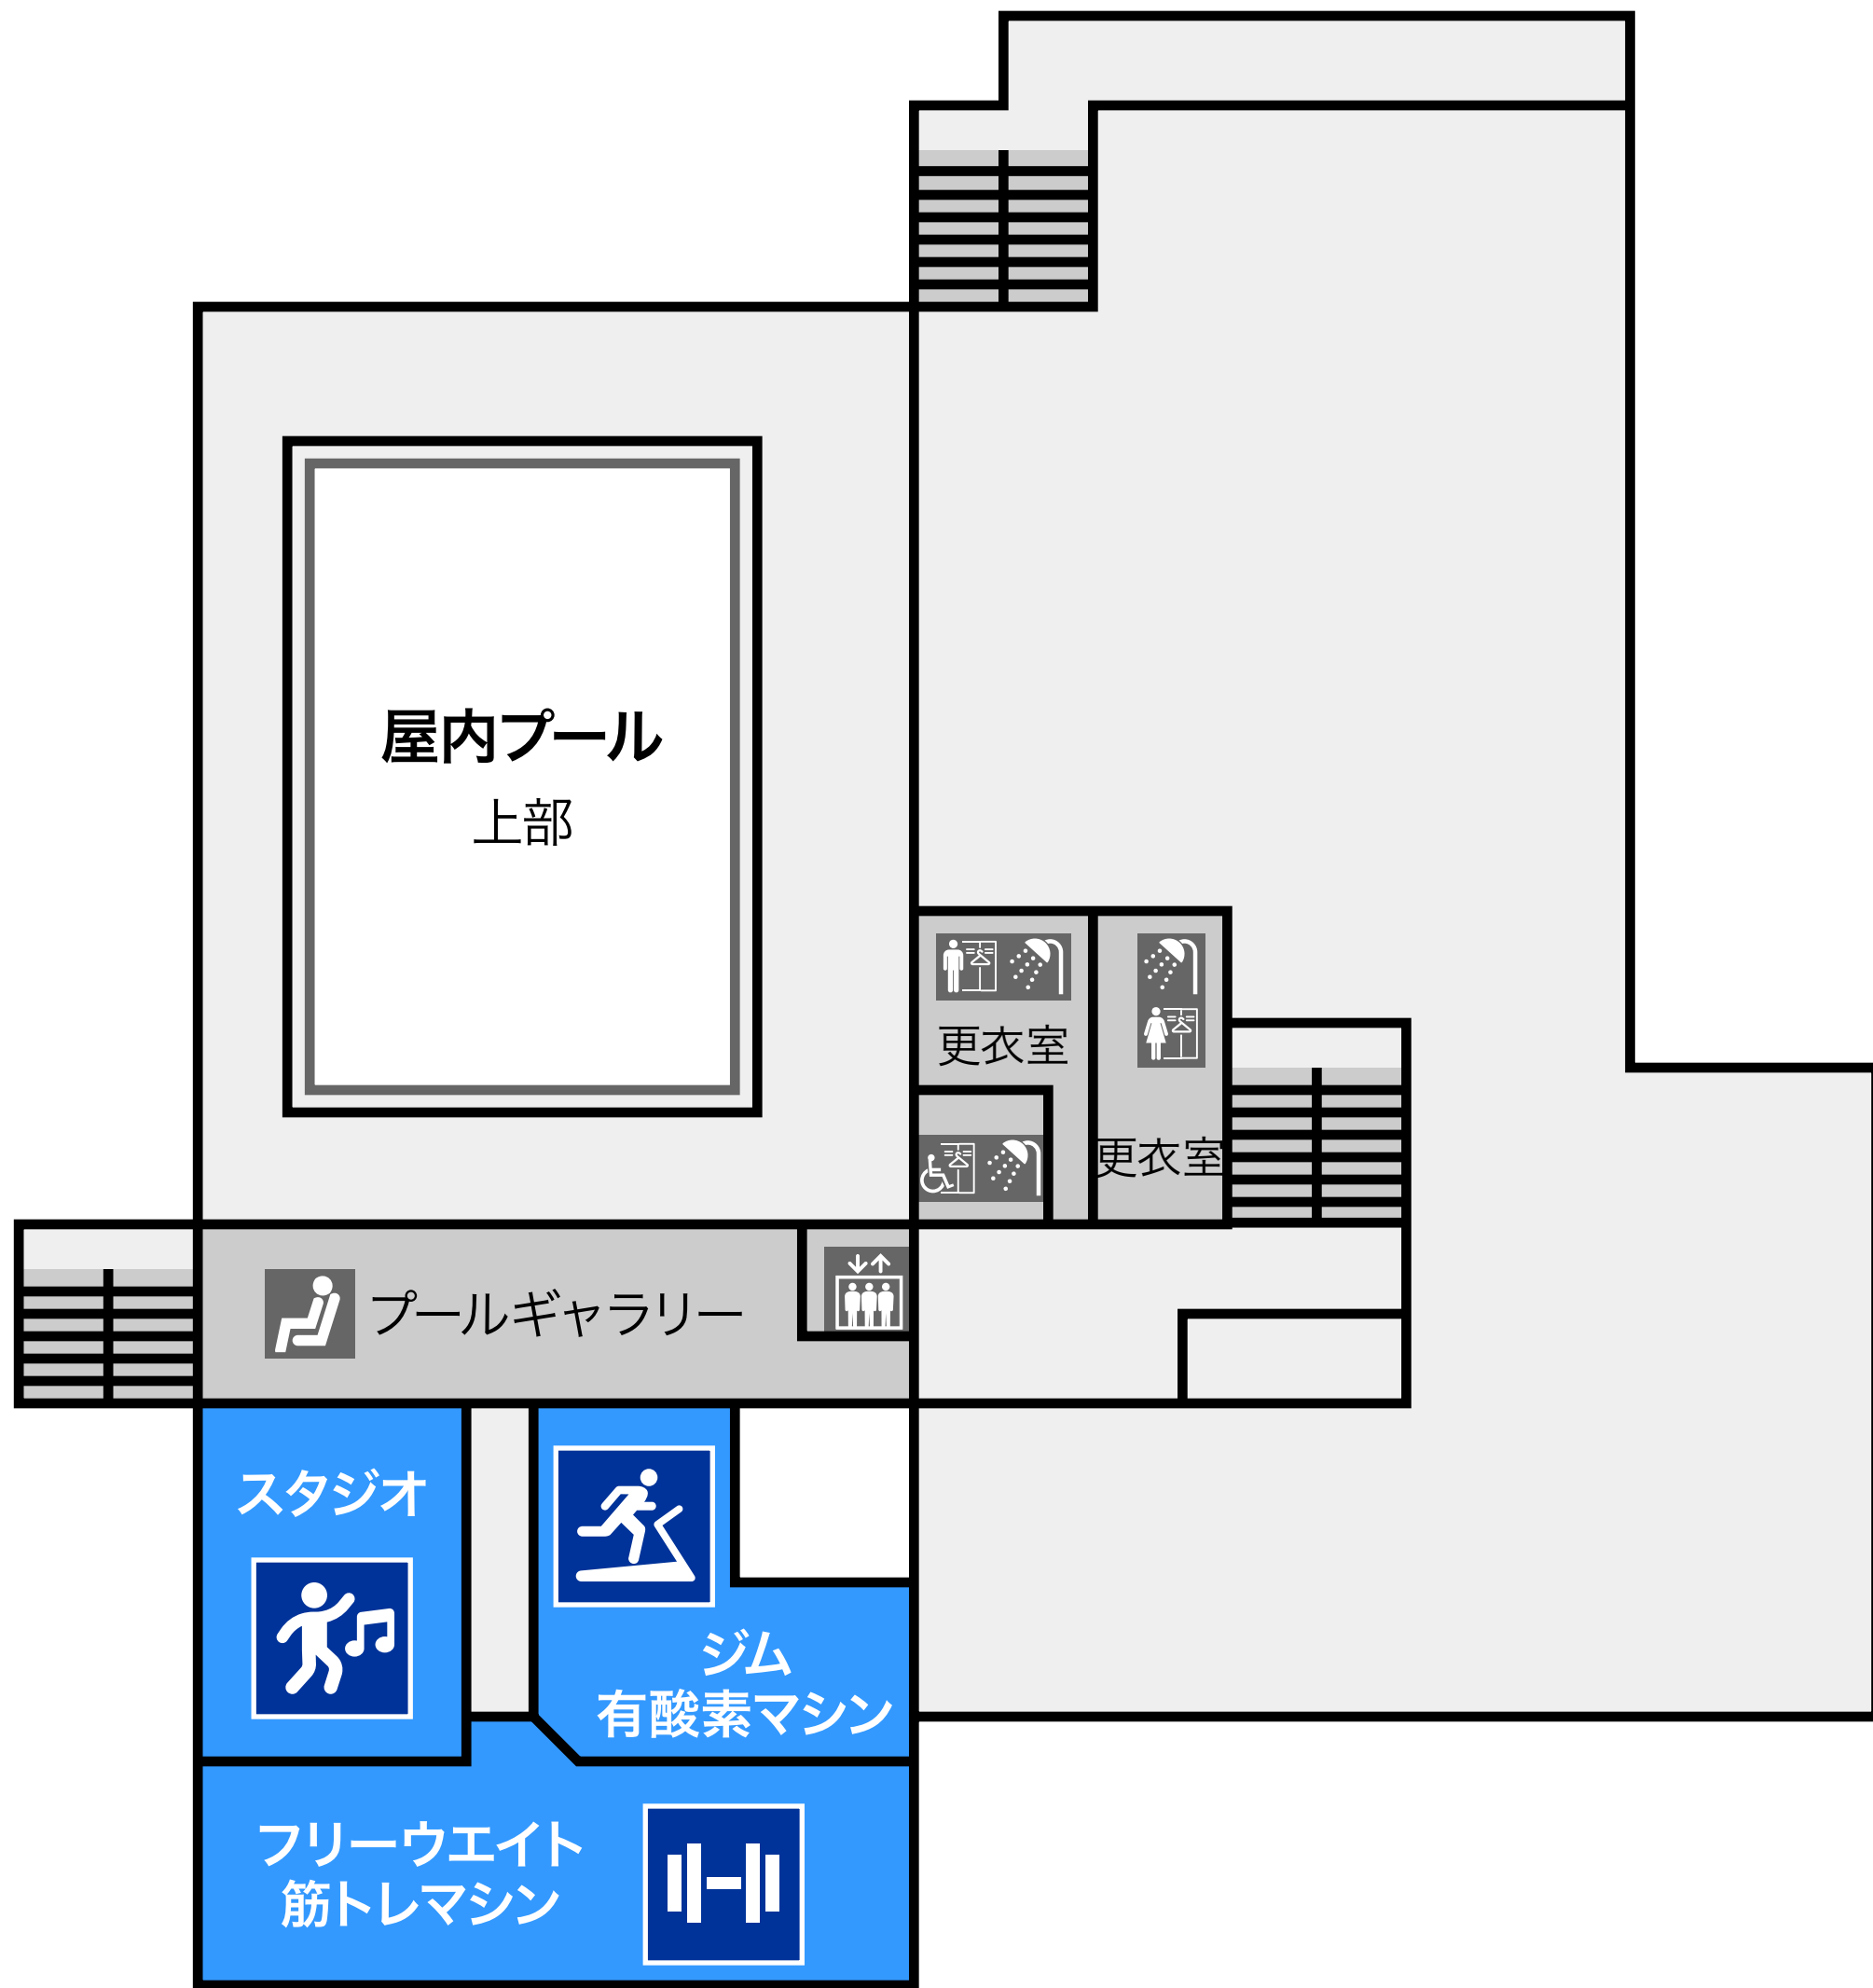 屋内プール
上部
更衣室
更衣室
プールギャラリー
スタジオ
ジム
有酸素マシン
フリーウエイト
筋トレマシン